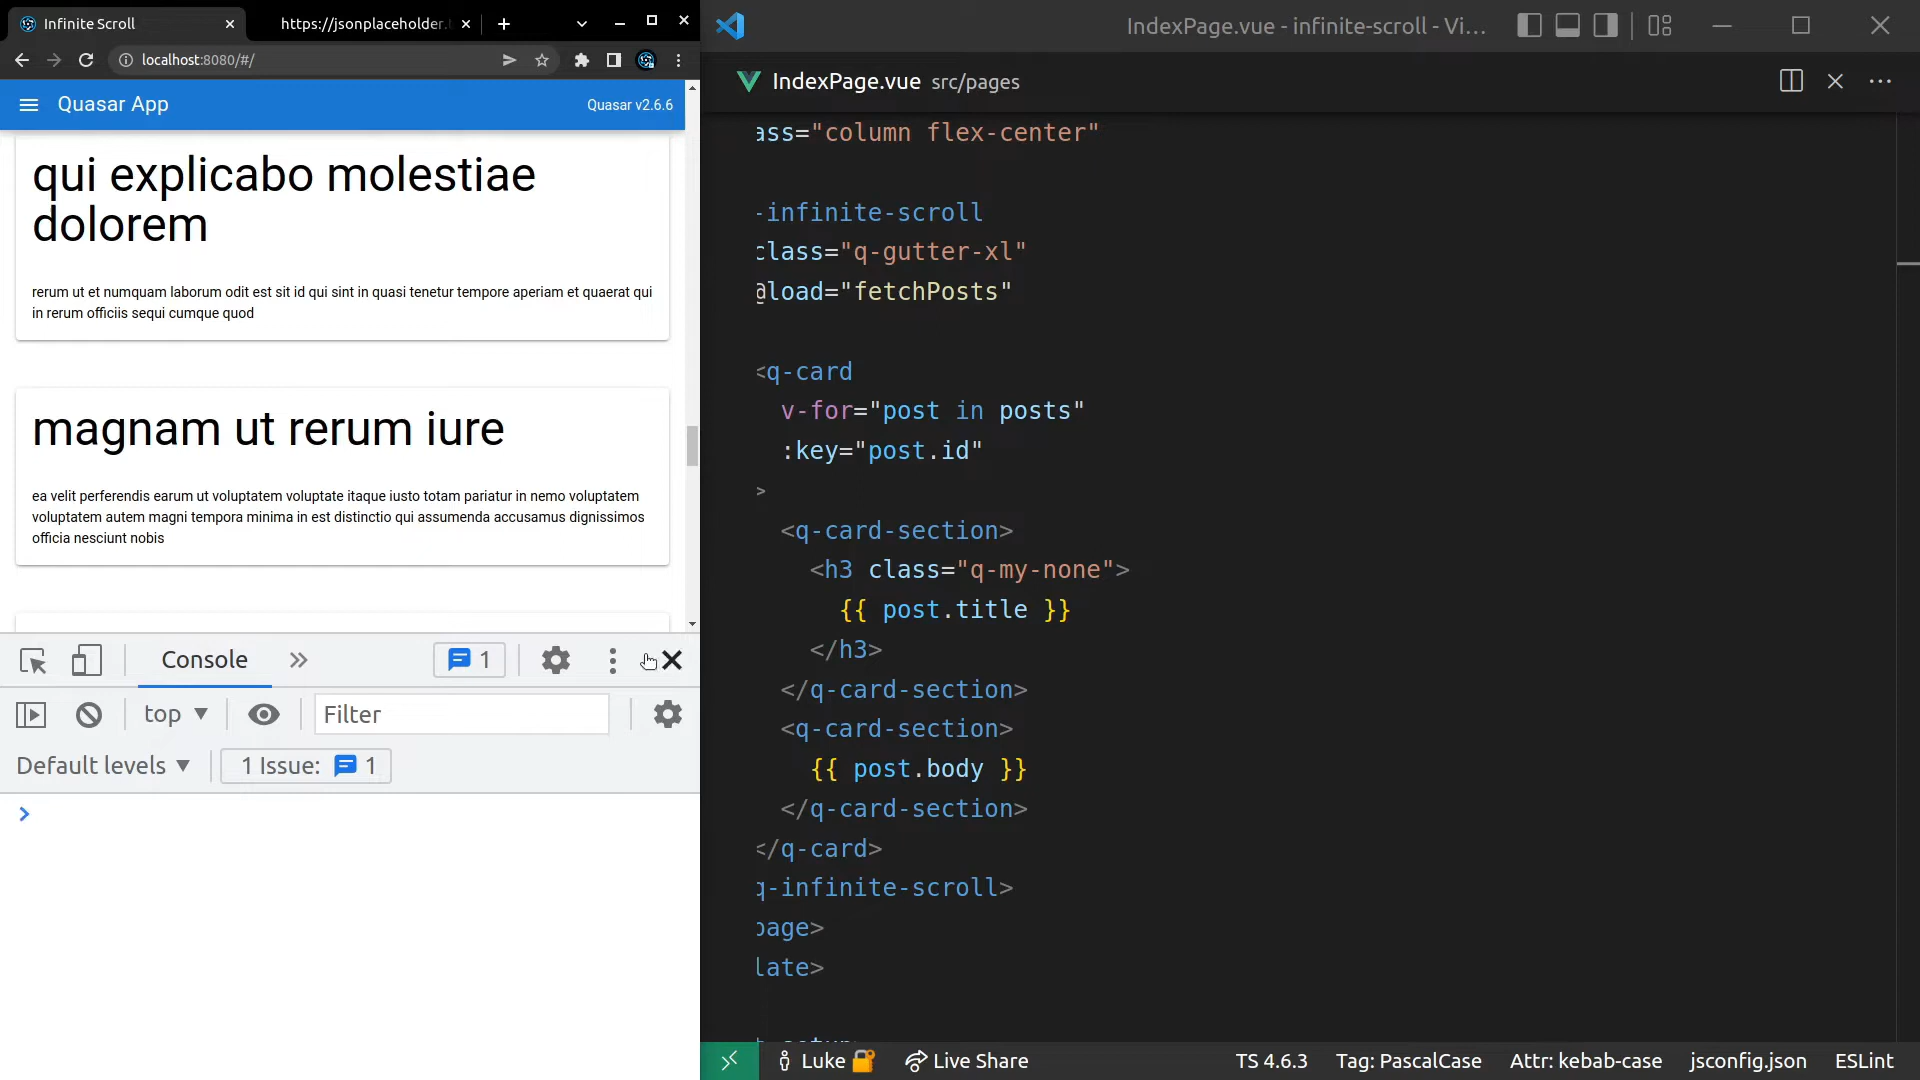 Infinite Scroll
https://jsonplaceholder.t
localhost:8080/#/
Quasar App
Quasar v2.6.6
qui explicabo molestiae
dolorem
rerum ut et numquam laborum odit est sit id qui sint in quasi tenetur tempore aperiam et quaerat qui
in rerum officiis sequi cumque quod
magnam ut rerum iure
ea velit perferendis earum ut voluptatem voluptate itaque iusto totam pariatur in nemo voluptatem
voluptatem autem magni tempora minima in est distinctio qui assumenda accusamus dignissimos
officia nesciunt nobis
Console
1
top
Filter
Default levels
1 Issue: 1
IndexPage.vue - infinite-scroll - Vi...
IndexPage.vue src/pages
ass="column flex-center"
-infinite-scroll
class="q-gutter-xl"
@load="fetchPosts"
<q-card
v-for="post in posts"
:key="post.id"
>
<q-card-section>
<h3 class="q-my-none">
{{ post.title }}
</h3>
</q-card-section>
<q-card-section>
{{ post.body }}
</q-card-section>
</q-card>
q-infinite-scroll>
page>
late>
Luke
Live Share
TS 4.6.3
Tag: PascalCase
Attr: kebab-case
jsconfig.json
ESLint